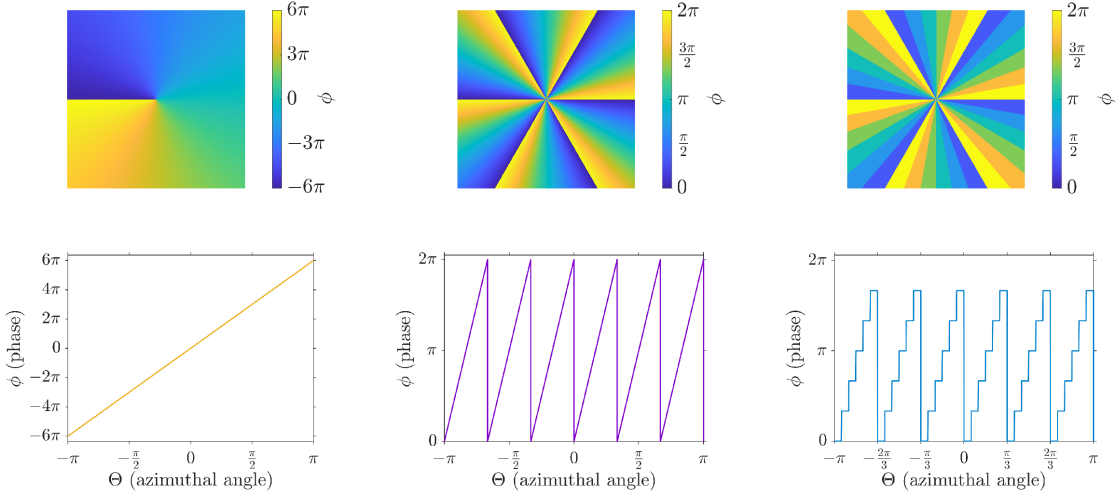 6π
3π
0
−3π
−6π
ϕ
2π
3π/2
π
π/2
0
ϕ
2π
3π/2
π
π/2
0
ϕ
6π
4π
2π
0
−2π
−4π
−6π
ϕ (phase)
−π −π/2 0 π/2 π
Θ (azimuthal angle)
2π
π
0
ϕ (phase)
−π −π/2 0 π/2 π
Θ (azimuthal angle)
2π
π
0
ϕ (phase)
−π −2π/3 −π/3 0 π/3 2π/3 π
Θ (azimuthal angle)